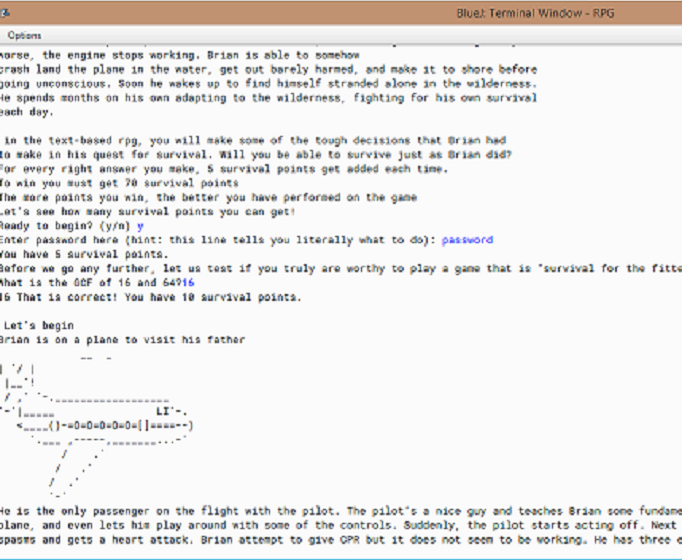 BlueJ: Terminal Window - RPG
Options
worse, the engine stops working. Brian is able to somehow
crash land the plane in the water, get out barely harmed, and make it to shore before
going unconscious. Soon he wakes up to find himself stranded alone in the wilderness.
He spends months on his own adapting to the wilderness, fighting for his own survival
each day.
in the text-based rpg, you will make some of the tough decisions that Brian had
to make in his quest for survival. Will you be able to survive just as Brian did?
For every right answer you make, 5 survival points get added each time.
To win you must get 70 survival points
The more points you win, the better you have performed on the game
Let's see how many survival points you can get!
Ready to begin? (y/n) y
Enter password here (hint: this line tells you literally what to do): password
You have 5 survival points.
Before we go any further, let us test if you truly are worthy to play a game that is "survival for the fitte
What is the GCF of 16 and 64?16
16 That is correct! You have 10 survival points.
Let's begin
Brian is on a plane to visit his father
He is the only passenger on the flight with the pilot. The pilot's a nice guy and teaches Brian some fundame
plane, and even lets him play around with some of the controls. Suddenly, the pilot starts acting off. Next
spasms and gets a heart attack. Brian attempt to give CPR but it does not seem to be working. He has three